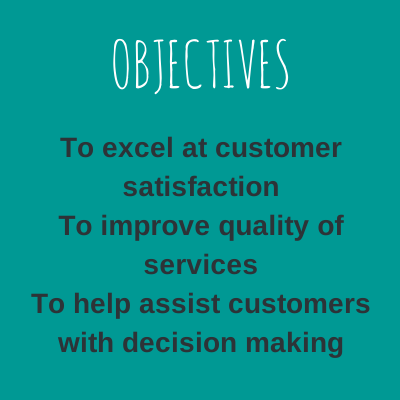 OBJECTIVES
To excel at customer
satisfaction
To improve quality of
services
To help assist customers
with decision making